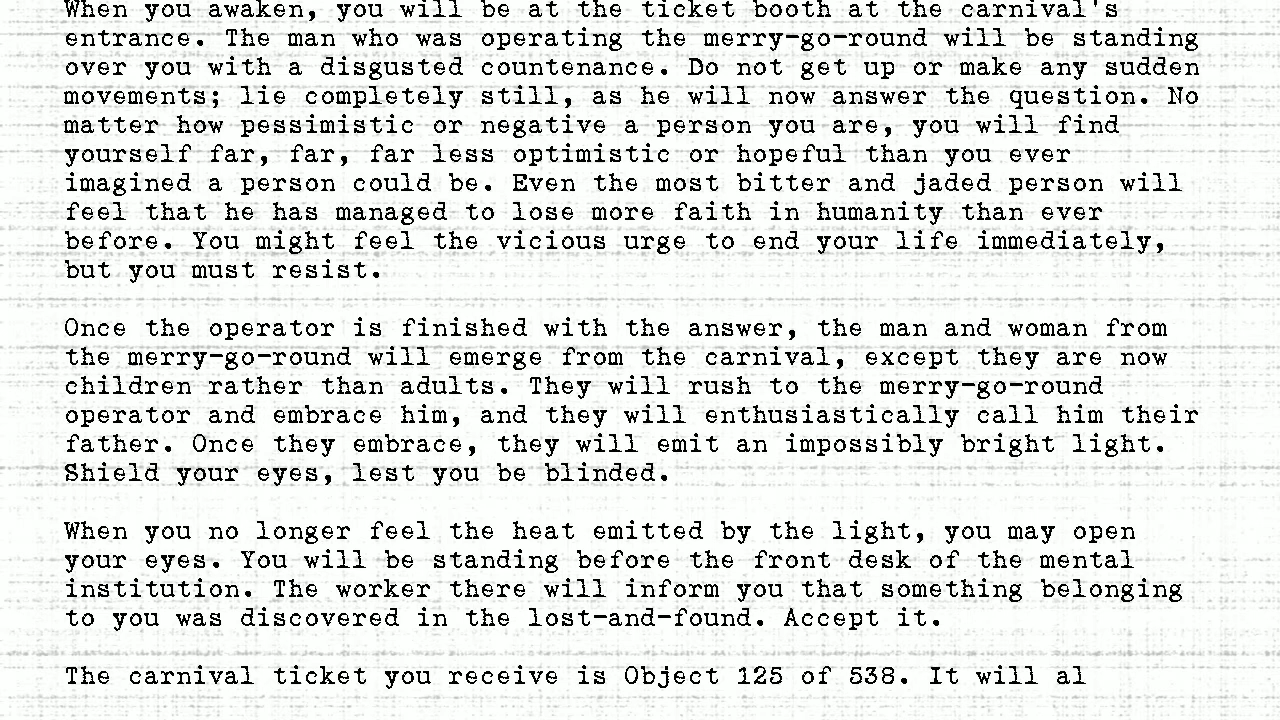 When you awaken, you will be at the ticket booth at the carnival's
entrance. The man who was operating the merry-go-round will be standing
over you with a disgusted countenance. Do not get up or make any sudden
movements; lie completely still, as he will now answer the question. No
matter how pessimistic or negative a person you are, you will find
yourself far, far, far less optimistic or hopeful than you ever
imagined a person could be. Even the most bitter and jaded person will
feel that he has managed to lose more faith in humanity than ever
before. You might feel the vicious urge to end your life immediately,
but you must resist.
Once the operator is finished with the answer, the man and woman from
the merry-go-round will emerge from the carnival, except they are now
children rather than adults. They will rush to the merry-go-round
operator and embrace him, and they will enthusiastically call him their
father. Once they embrace, they will emit an impossibly bright light.
Shield your eyes, lest you be blinded.
When you no longer feel the heat emitted by the light, you may open
your eyes. You will be standing before the front desk of the mental
institution. The worker there will inform you that something belonging
to you was discovered in the lost-and-found. Accept it.
The carnival ticket you receive is Object 125 of 538. It will al